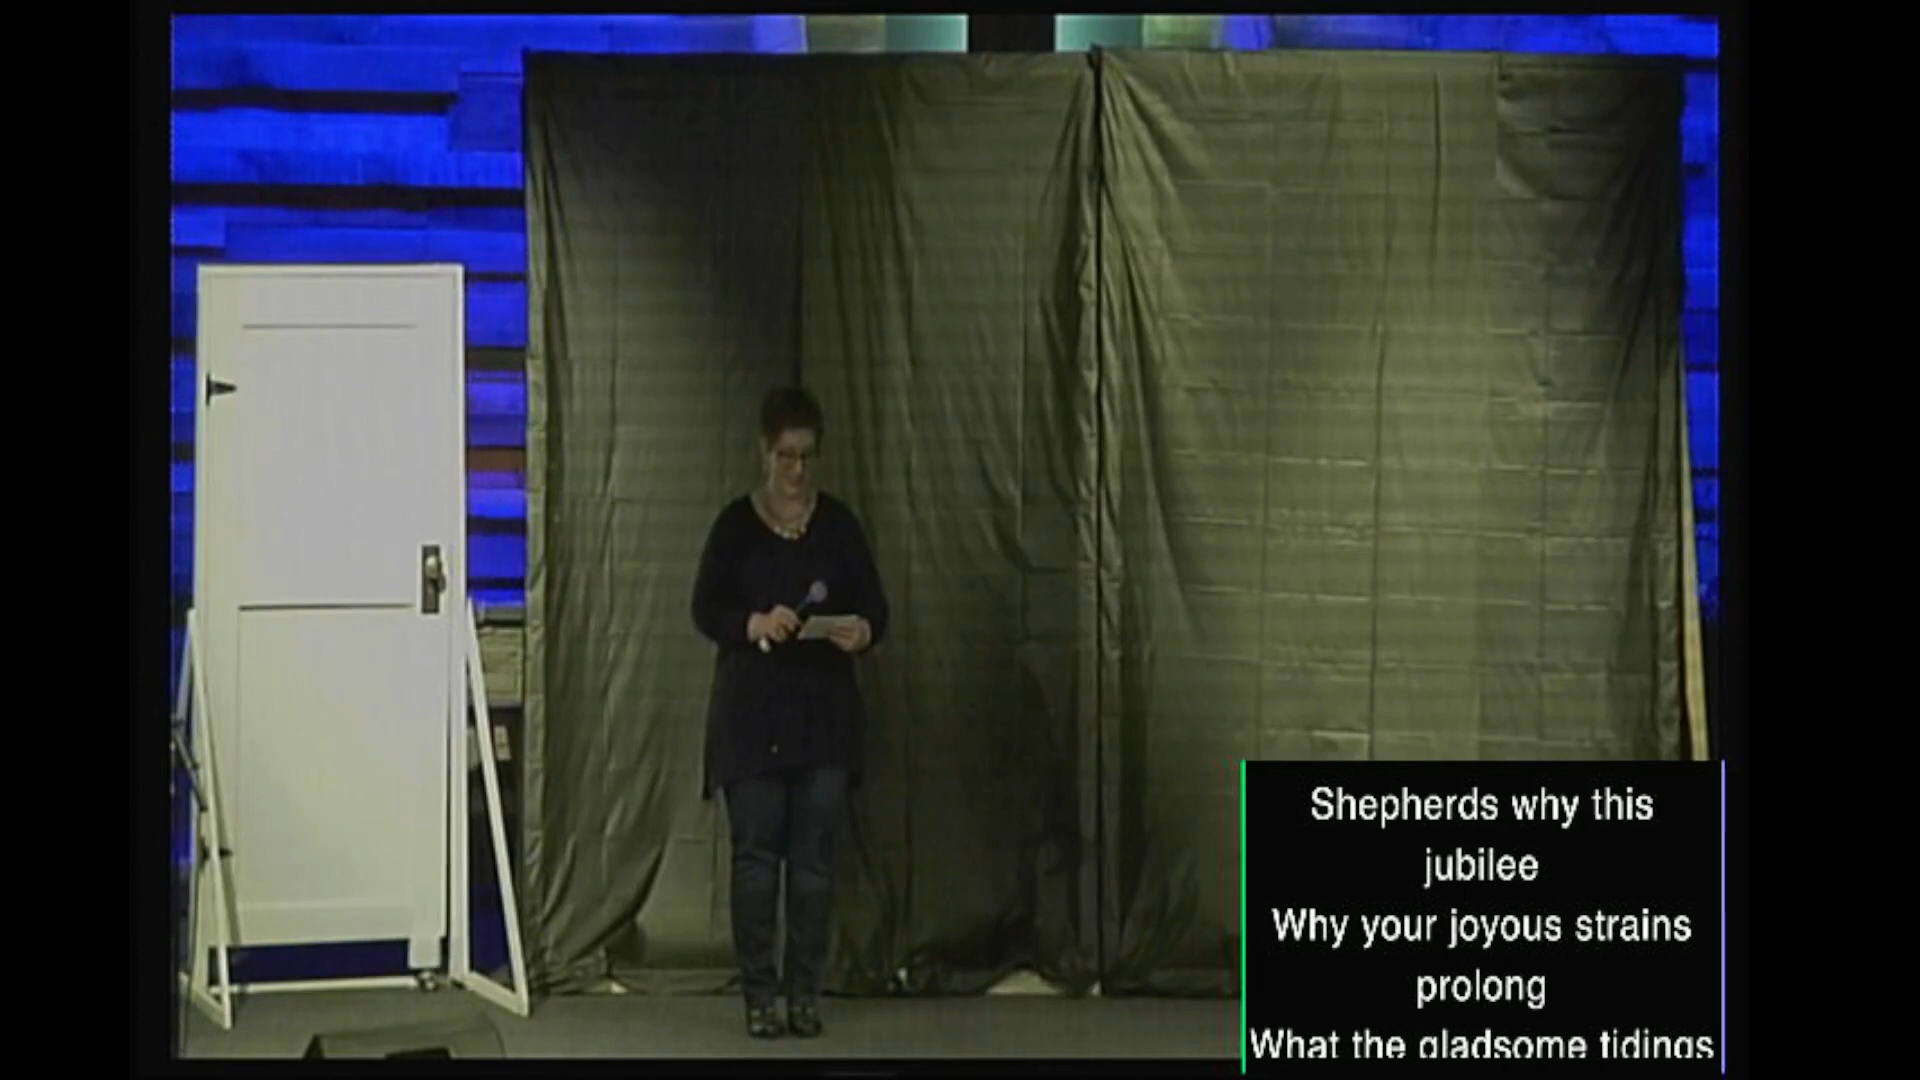 Shepherds why this
jubilee
Why your joyous strains
prolong
What the gladsome tidings